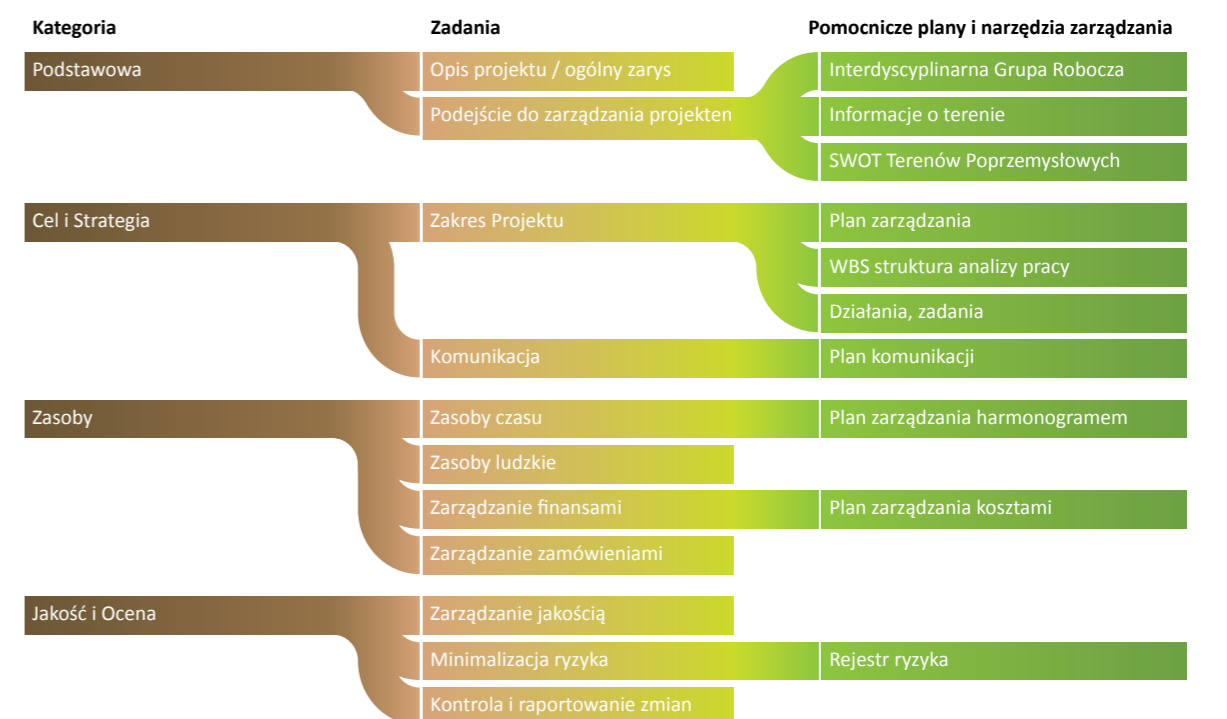 Kategoria Zadania Pomocnicze plany i narzędzia zarządzania
Podstawowa Opis projektu / ogólny zarys Interdyscyplinarna Grupa Robocza
Podejście do zarządzania projekten Informacje o terenie
SWOT Terenów Poprzemysłowych
Cel i Strategia Zakres Projektu Plan zarządzania
WBS struktura analizy pracy
Działania, zadania
Komunikacja Plan komunikacji
Zasoby Zasoby czasu Plan zarządzania harmonogramem
Zasoby ludzkie
Zarządzanie finansami Plan zarządzania kosztami
Zarządzanie zamówieniami
Jakość i Ocena Zarządzanie jakością
Minimalizacja ryzyka Rejestr ryzyka
Kontrola i raportowanie zmian